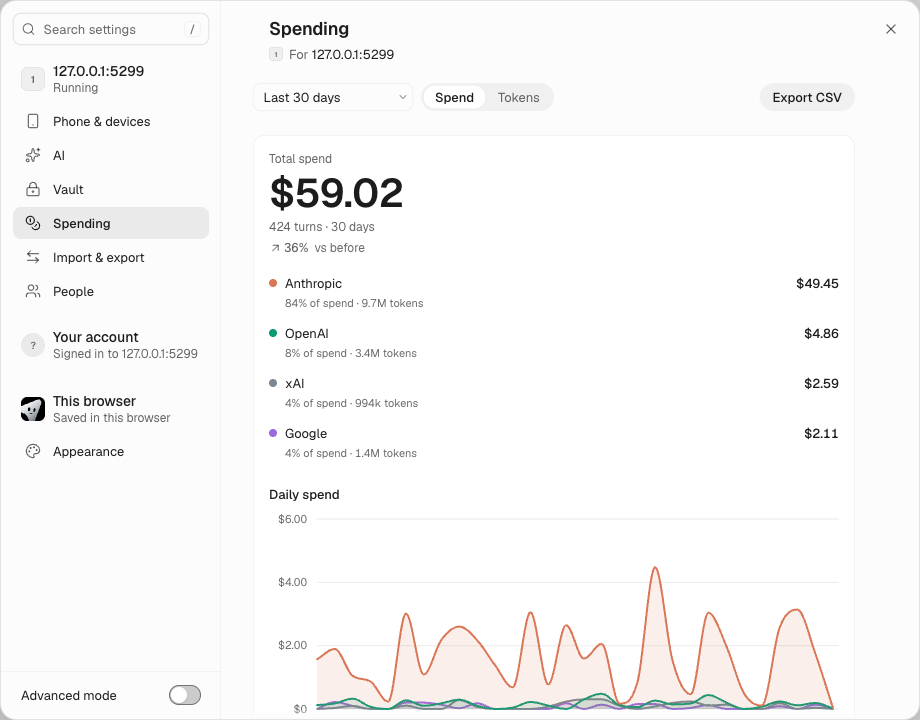 Search settings /
1 127.0.0.1:5299
Running
Phone & devices
AI
Vault
Spending
Import & export
People
? Your account
Signed in to 127.0.0.1:5299
This browser
Saved in this browser
Appearance
Advanced mode
Spending
1 For 127.0.0.1:5299
Last 30 days
Spend
Tokens
Export CSV
Total spend
$59.02
424 turns · 30 days
36% vs before
Anthropic $49.45
84% of spend · 9.7M tokens
OpenAI $4.86
8% of spend · 3.4M tokens
xAI $2.59
4% of spend · 994k tokens
Google $2.11
4% of spend · 1.4M tokens
Daily spend
$6.00
$4.00
$2.00
$0